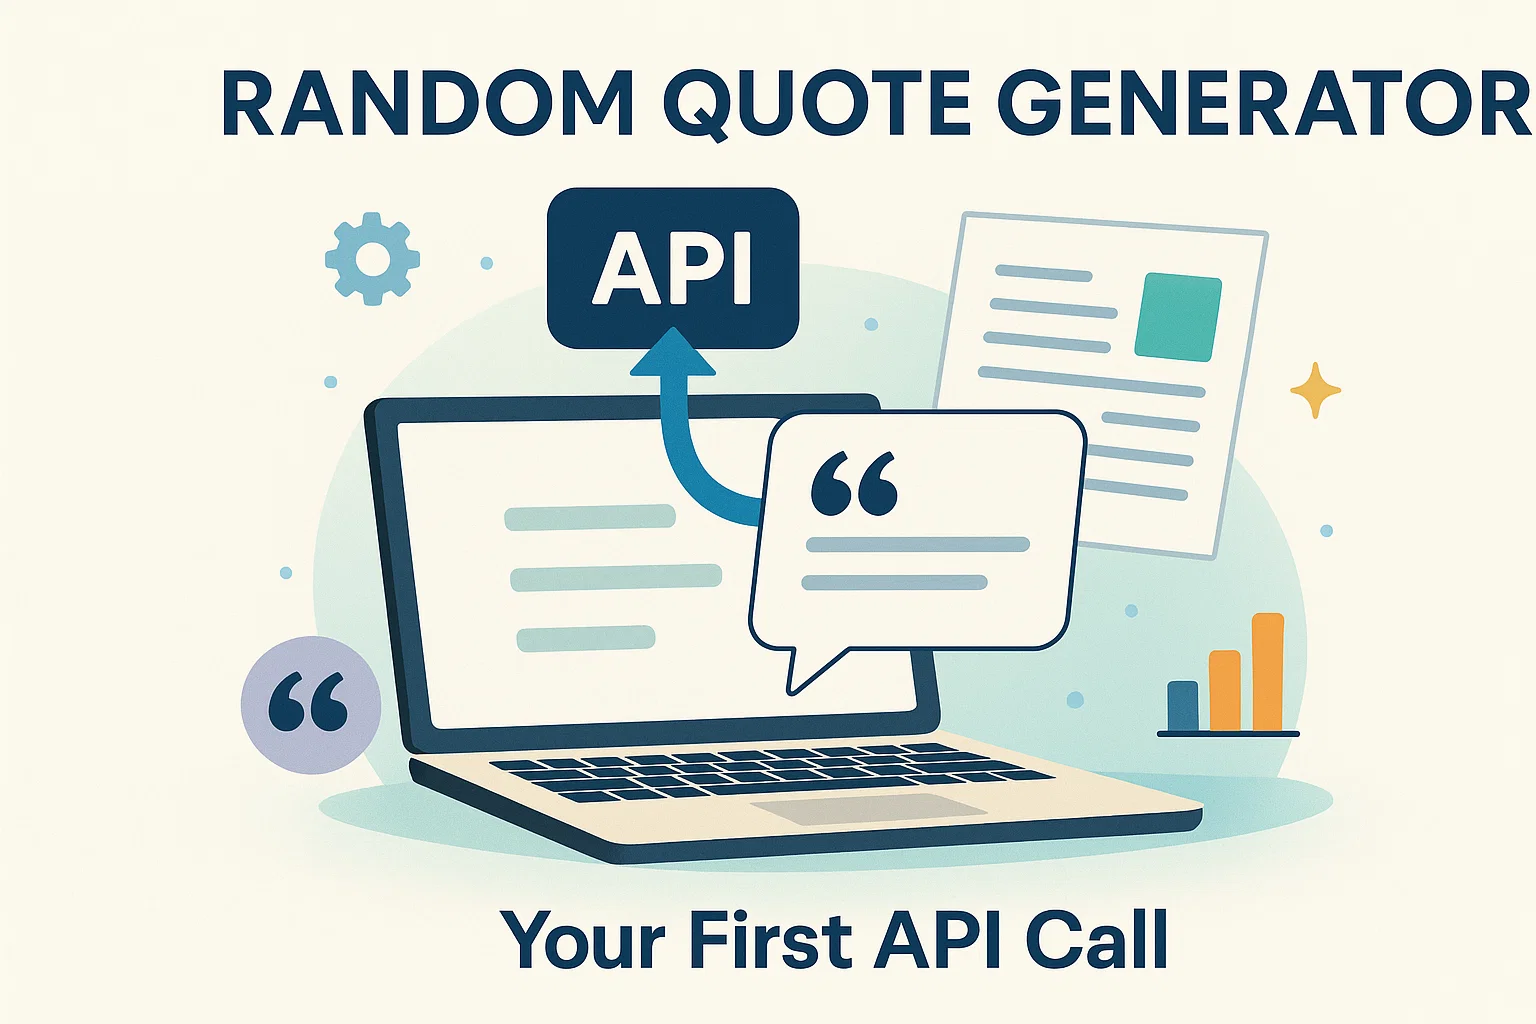 RANDOM QUOTE GENERATOR
API
“
“
Your First API Call